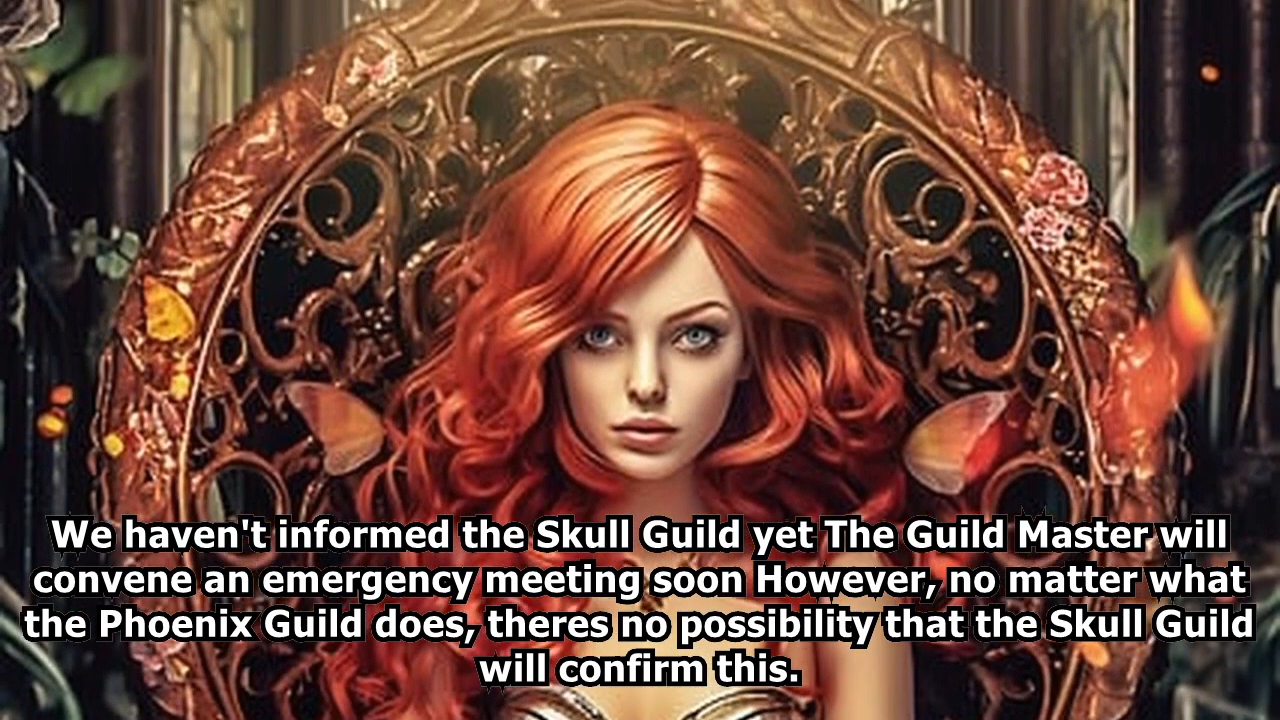 We haven't informed the Skull Guild yet The Guild Master will
convene an emergency meeting soon However, no matter what
the Phoenix Guild does, theres no possibility that the Skull Guild
will confirm this.